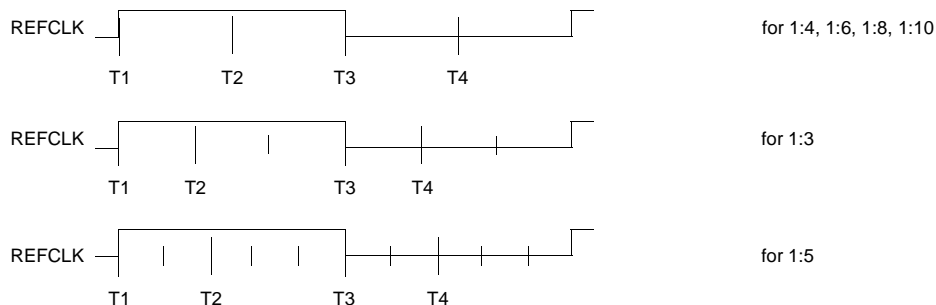 REFCLK for 1:4, 1:6, 1:8, 1:10
T1 T2 T3 T4
REFCLK for 1:3
T1 T2 T3 T4
REFCLK for 1:5
T1 T2 T3 T4